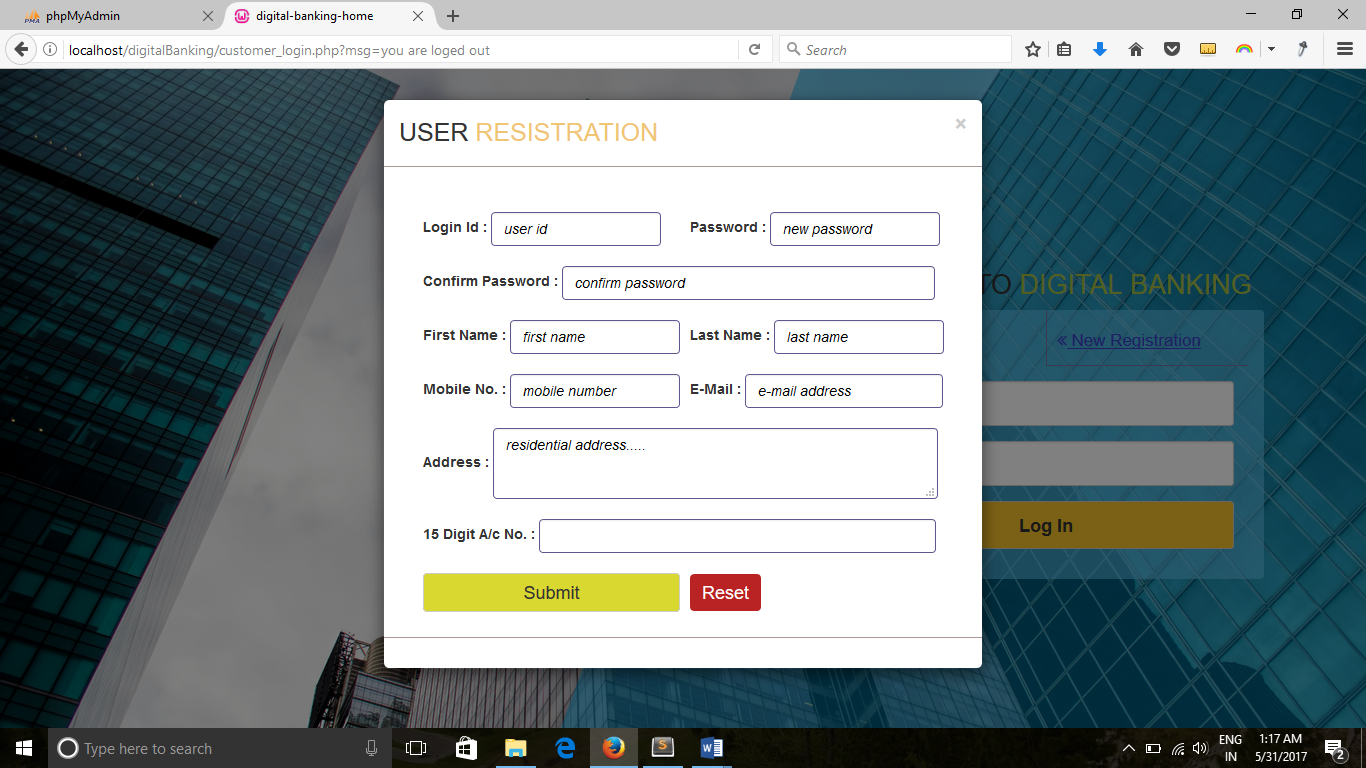 phpMyAdmin
digital-banking-home
localhost/digitalBanking/customer_login.php?msg=you are loged out
Search
USER RESISTRATION
×
Login Id : user id Password : new password
Confirm Password : confirm password
First Name : first name Last Name : last name
Mobile No. : mobile number E-Mail : e-mail address
Address : residential address.....
15 Digit A/c No. :
Submit Reset
TO DIGITAL BANKING
« New Registration
Log In
Type here to search
ENG
IN
1:17 AM
5/31/2017
2